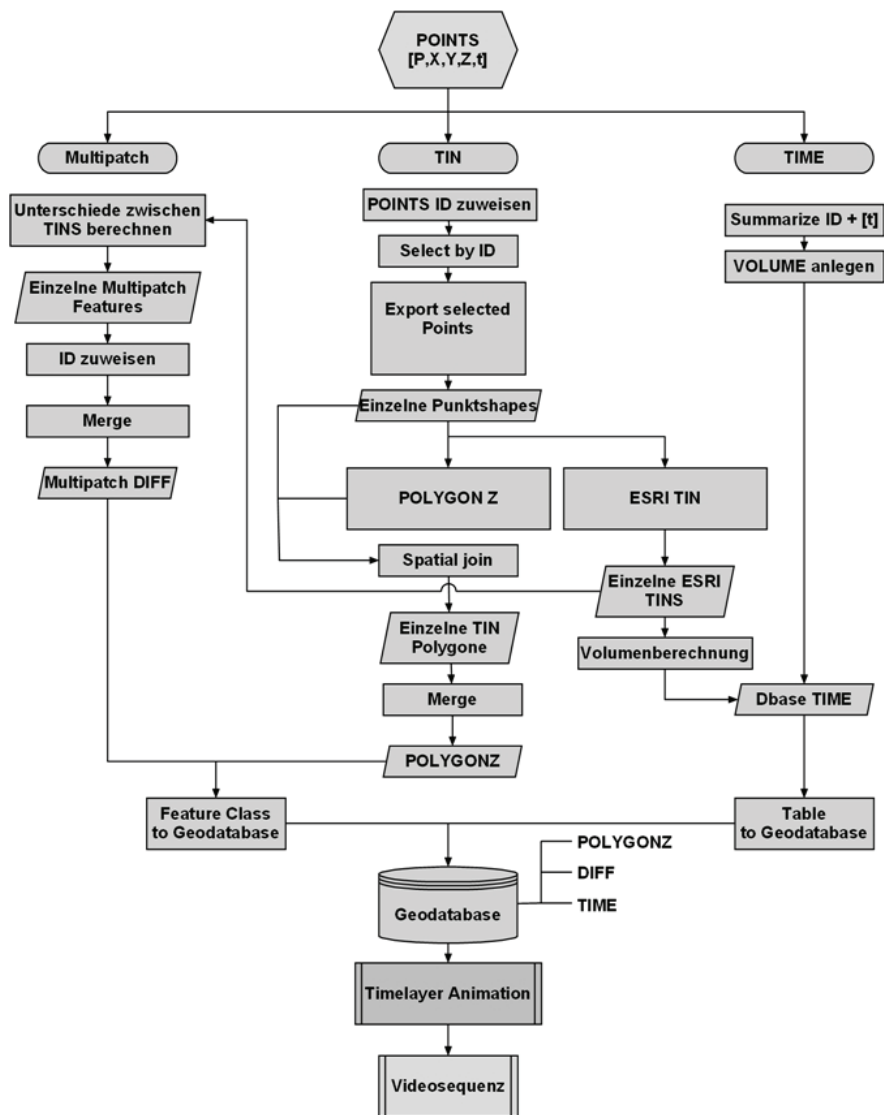 POINTS
[P,X,Y,Z,t]
Multipatch
TIN
TIME
Unterschiede zwischen
TINS berechnen
POINTS ID zuweisen
Summarize ID + [t]
Select by ID
VOLUME anlegen
Einzelne Multipatch
Features
Export selected
Points
ID zuweisen
Merge
Einzelne Punktshapes
Multipatch DIFF
POLYGON Z
ESRI TIN
Spatial join
Einzelne ESRI
TINS
Einzelne TIN
Polygone
Volumenberechnung
Merge
Dbase TIME
POLYGONZ
Feature Class
to Geodatabase
Table
to Geodatabase
POLYGONZ
DIFF
TIME
Geodatabase
Timelayer Animation
Videosequenz